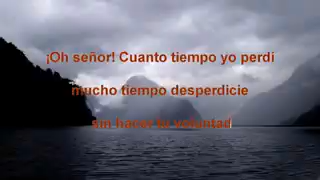 ¡Oh señor! Cuanto tiempo yo perdí
mucho tiempo desperdicie
sin hacer tu voluntad